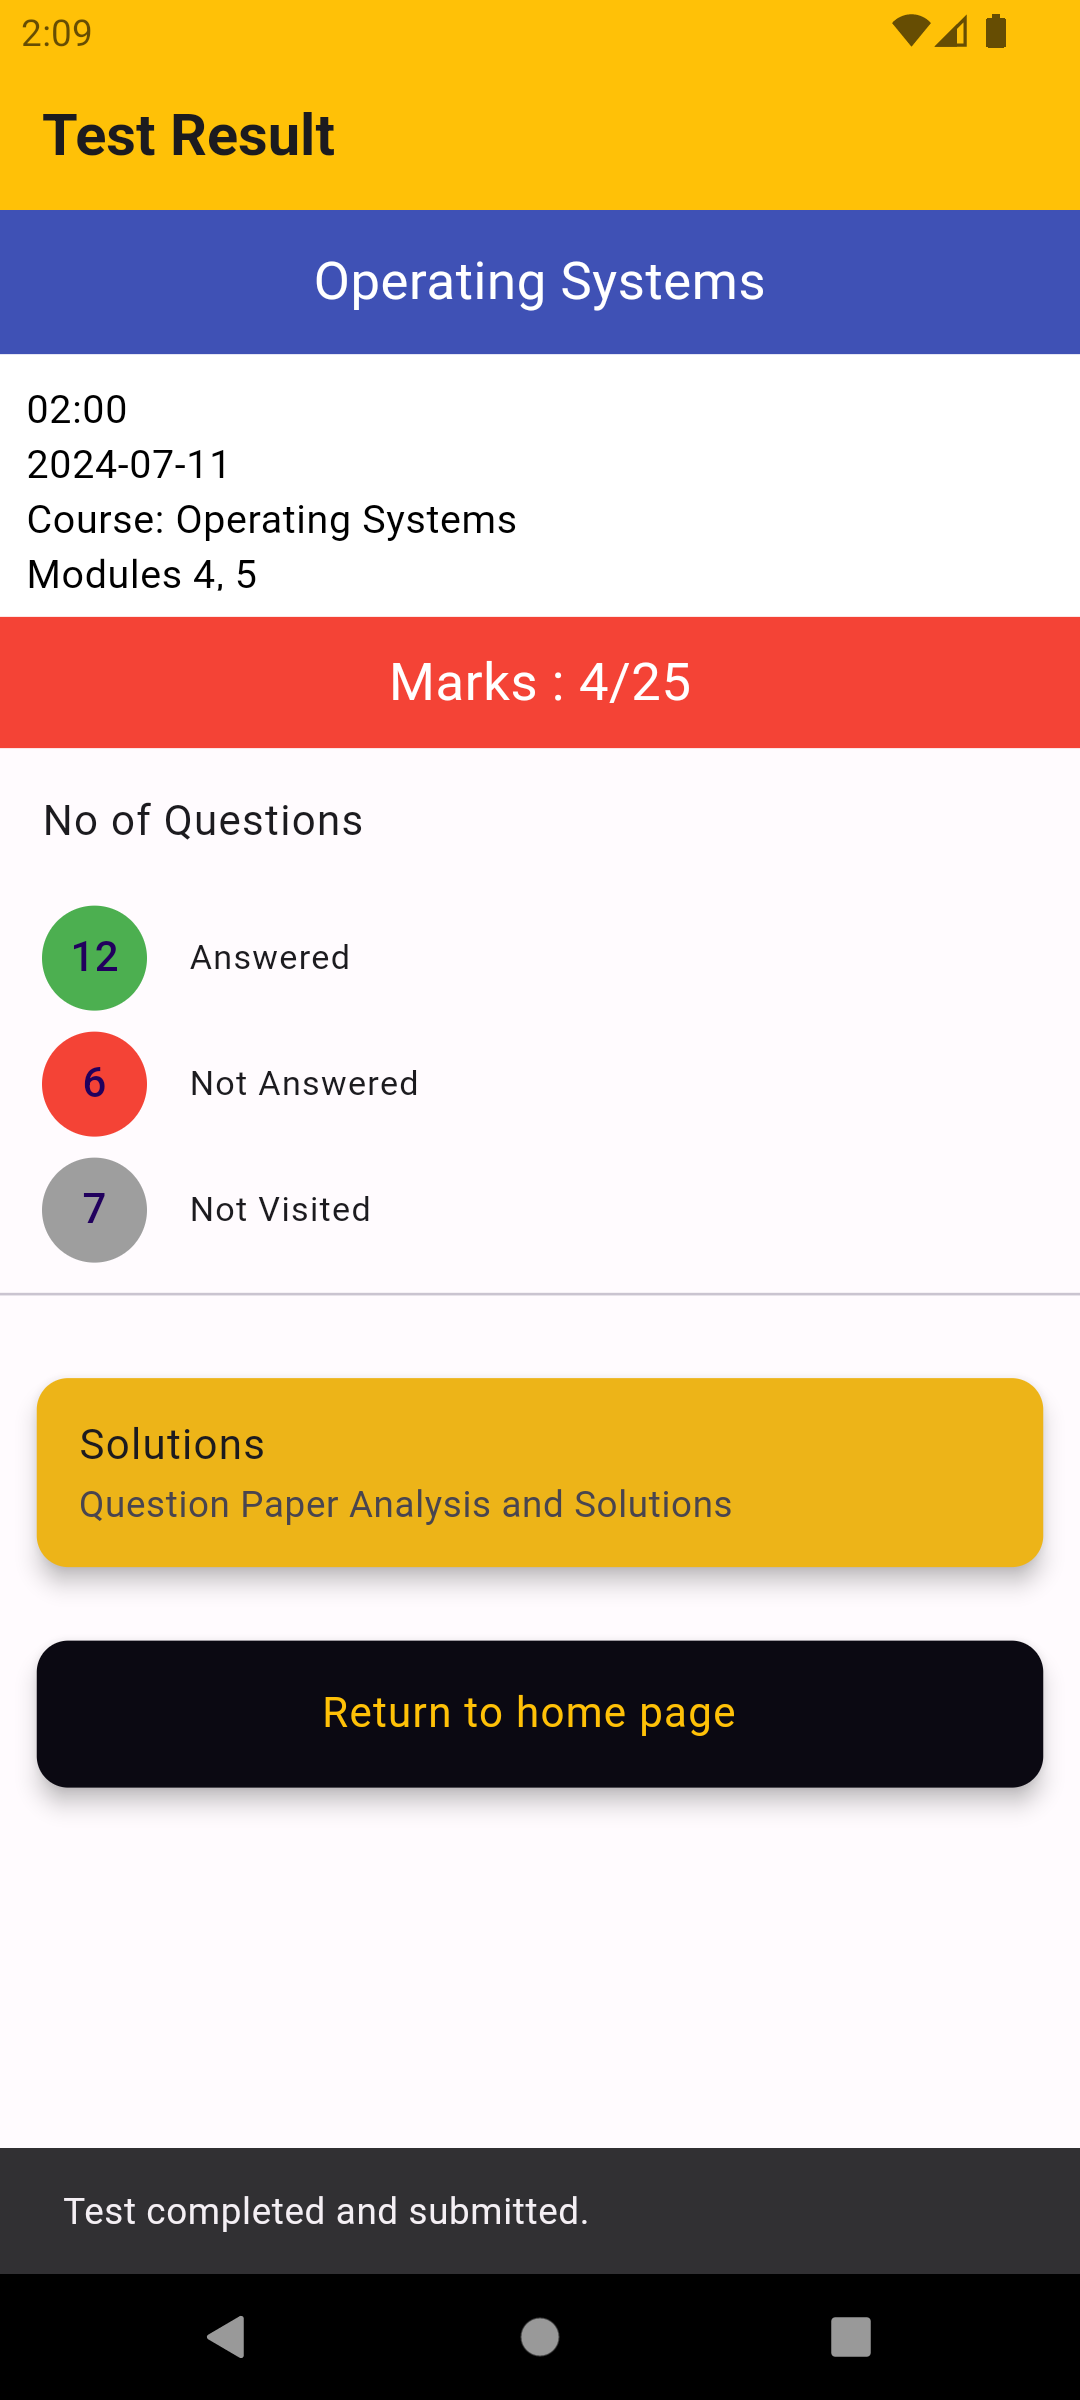 2:09
Test Result
Operating Systems
02:00
2024-07-11
Course: Operating Systems
Modules 4, 5
Marks : 4/25
No of Questions
12 Answered
6 Not Answered
7 Not Visited
Solutions
Question Paper Analysis and Solutions
Return to home page
Test completed and submitted.